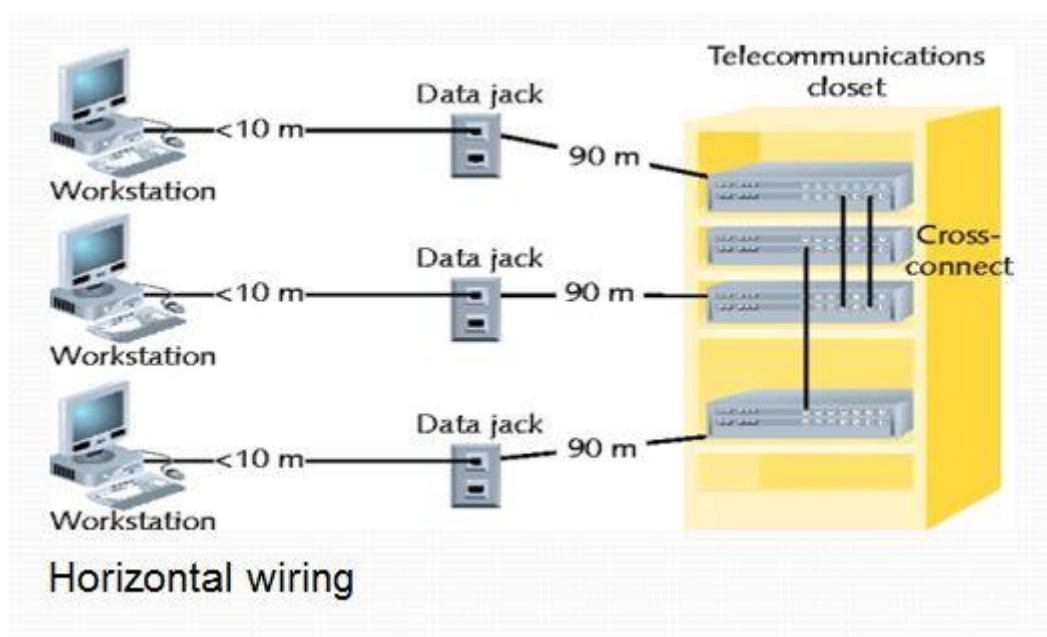 Telecommunications
closet
Data jack
<10 m
90 m
Workstation
Cross-
connect
Data jack
<10 m
90 m
Workstation
Data jack
<10 m
90 m
Workstation
Horizontal wiring